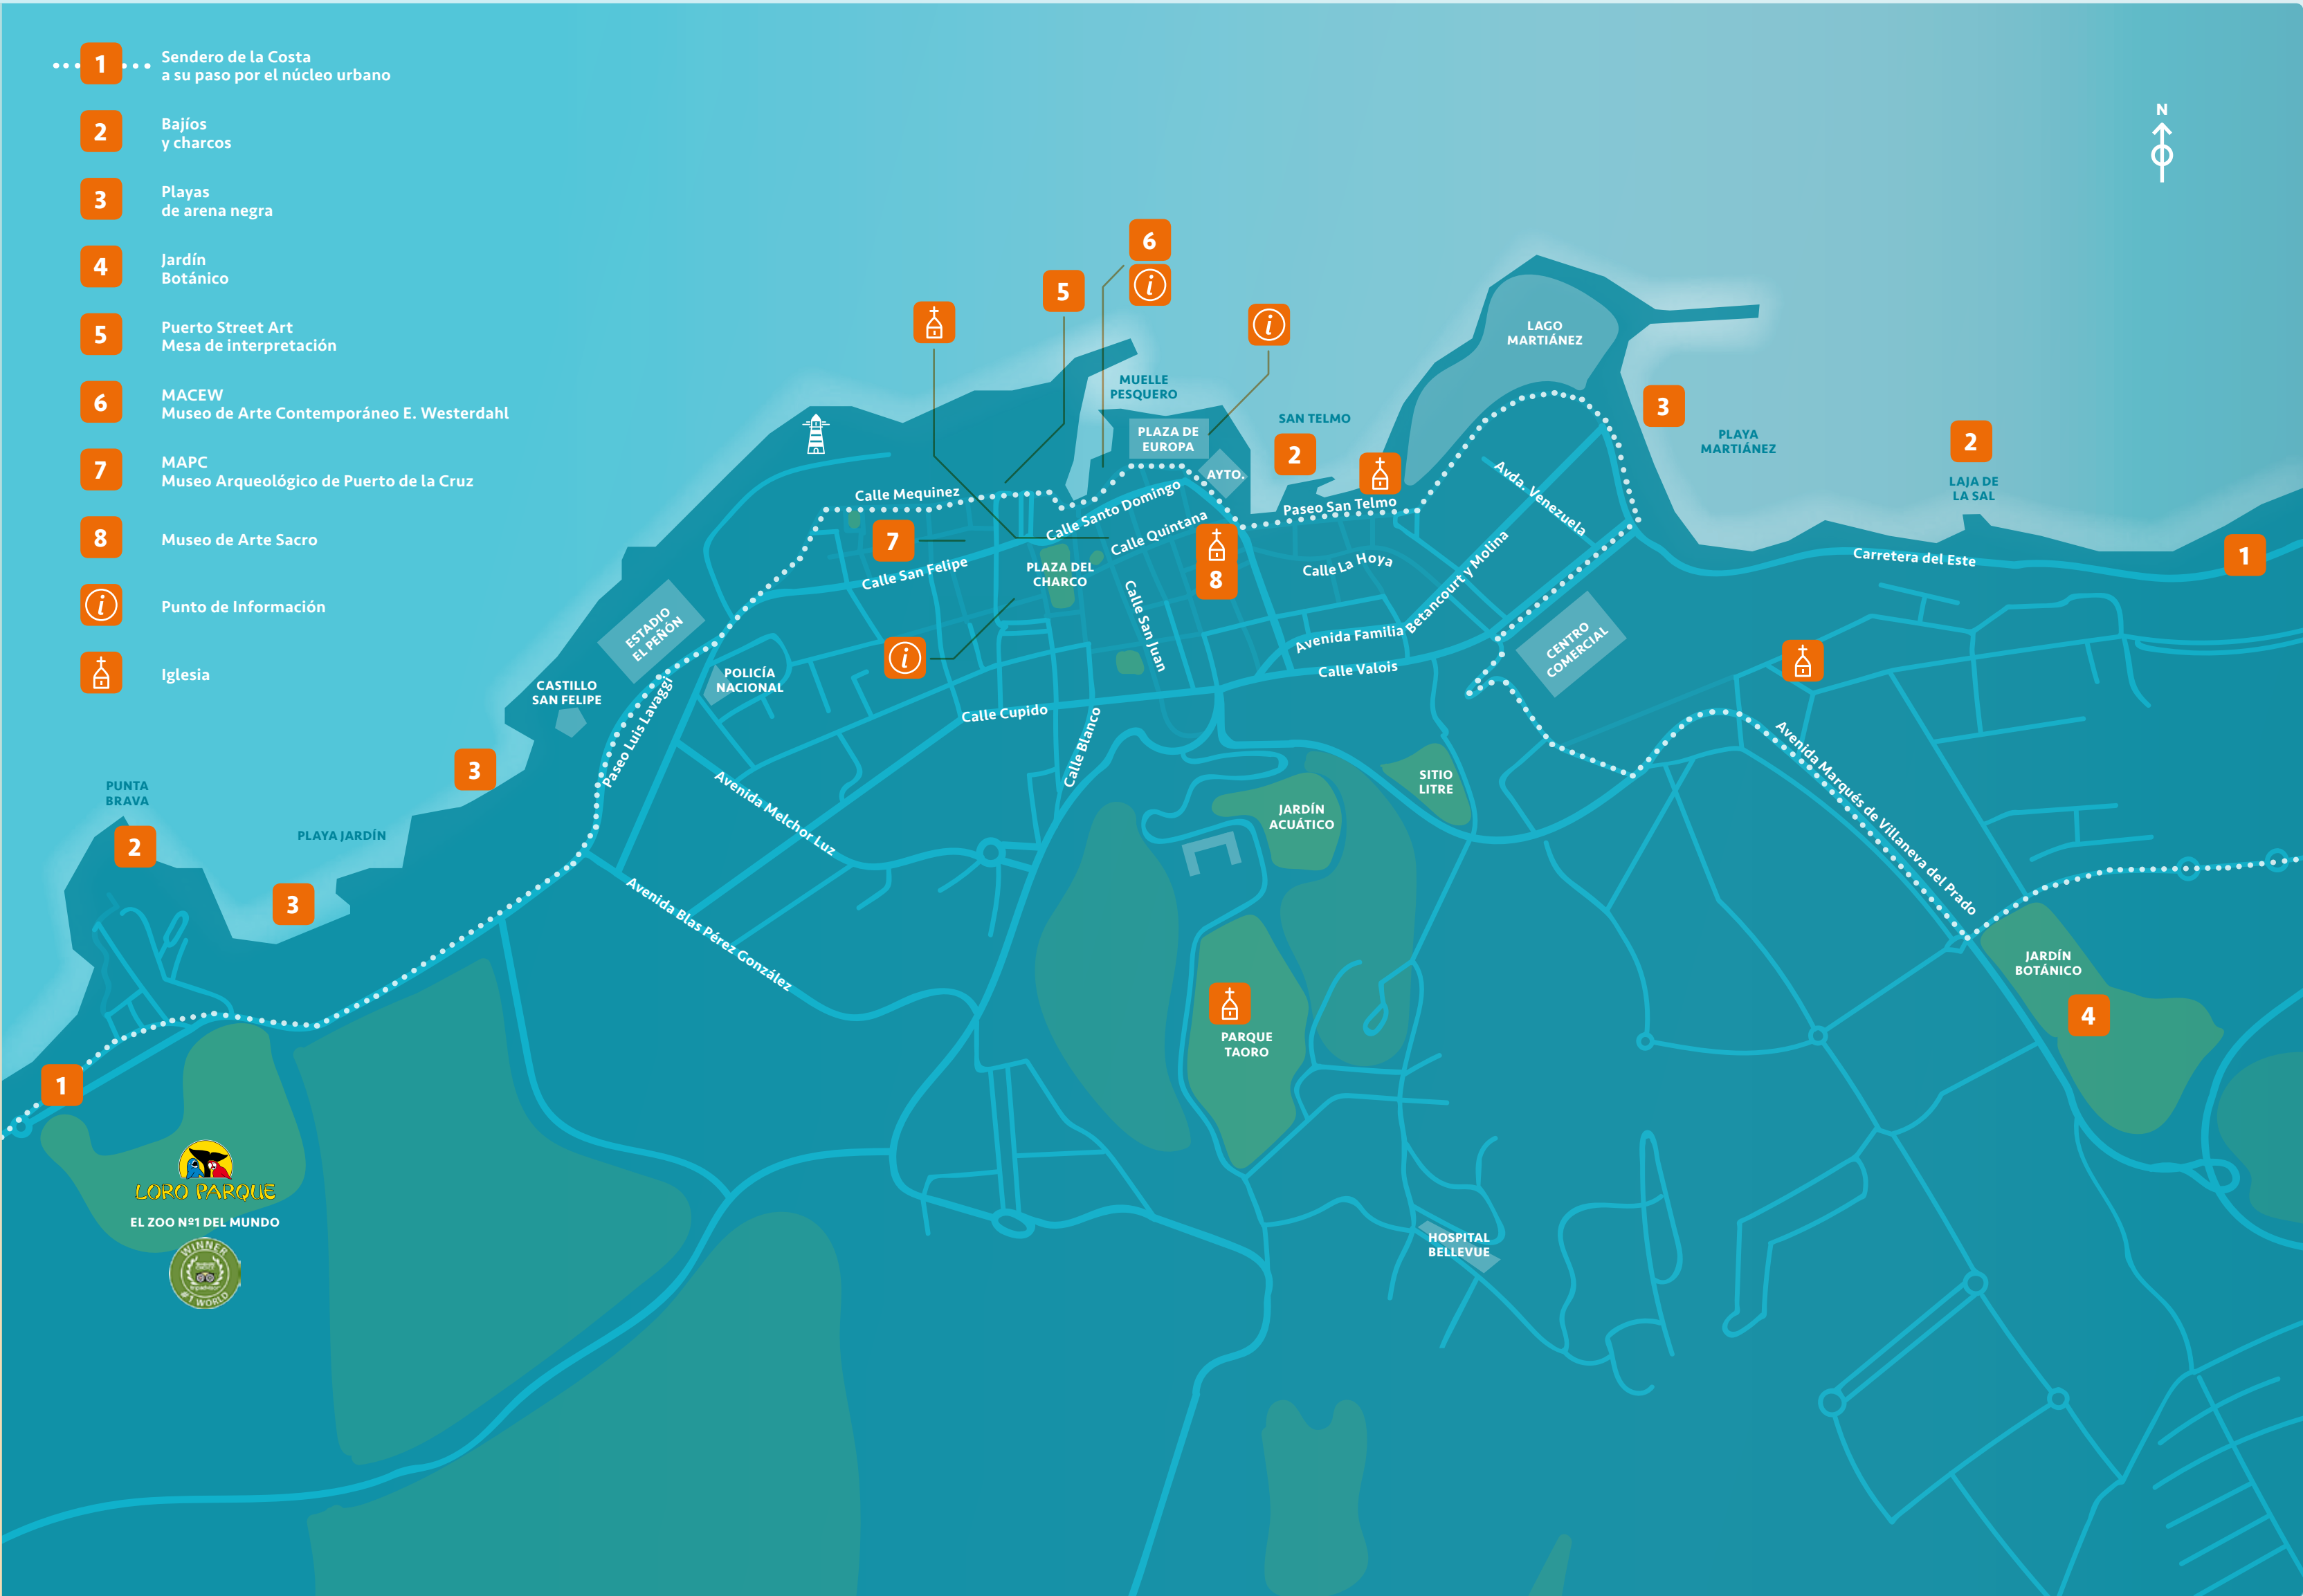 1
Sendero de la Costa
a su paso por el núcleo urbano
2
Bajíos
y charcos
3
Playas
de arena negra
4
Jardín
Botánico
5
Puerto Street Art
Mesa de interpretación
6
MACEW
Museo de Arte Contemporáneo E. Westerdahl
7
MAPC
Museo Arqueológico de Puerto de la Cruz
8
Museo de Arte Sacro
i
Punto de Información
Iglesia
N
6
i
5
i
LAGO
MARTIÁNEZ
MUELLE
PESQUERO
3
SAN TELMO
2
PLAZA DE
EUROPA
PLAYA
MARTIÁNEZ
2
LAJA DE
LA SAL
AYTO.
Calle Mequinez
Calle Santo Domingo
Paseo San Telmo
Avda. Venezuela
7
Calle Quintana
8
Calle San Felipe
PLAZA DEL
CHARCO
Calle La Hoya
Betancourt y Molina
Carretera del Este
1
Calle San Juan
Avenida Familia
Calle Valois
CENTRO
COMERCIAL
ESTADIO
EL PEÑÓN
i
POLICÍA
NACIONAL
CASTILLO
SAN FELIPE
Paseo Luis Lavaggi
Calle Cupido
Calle Blanco
3
PUNTA
BRAVA
2
PLAYA JARDÍN
3
Avenida Melchor Luz
Avenida Blas Pérez González
SITIO
LITRE
JARDÍN
ACUÁTICO
Avenida Marqués de Villaneva del Prado
JARDÍN
BOTÁNICO
4
PARQUE
TAORO
1
LORO PARQUE
EL ZOO Nº1 DEL MUNDO
WINNER
#1 WORLD
HOSPITAL
BELLEVUE